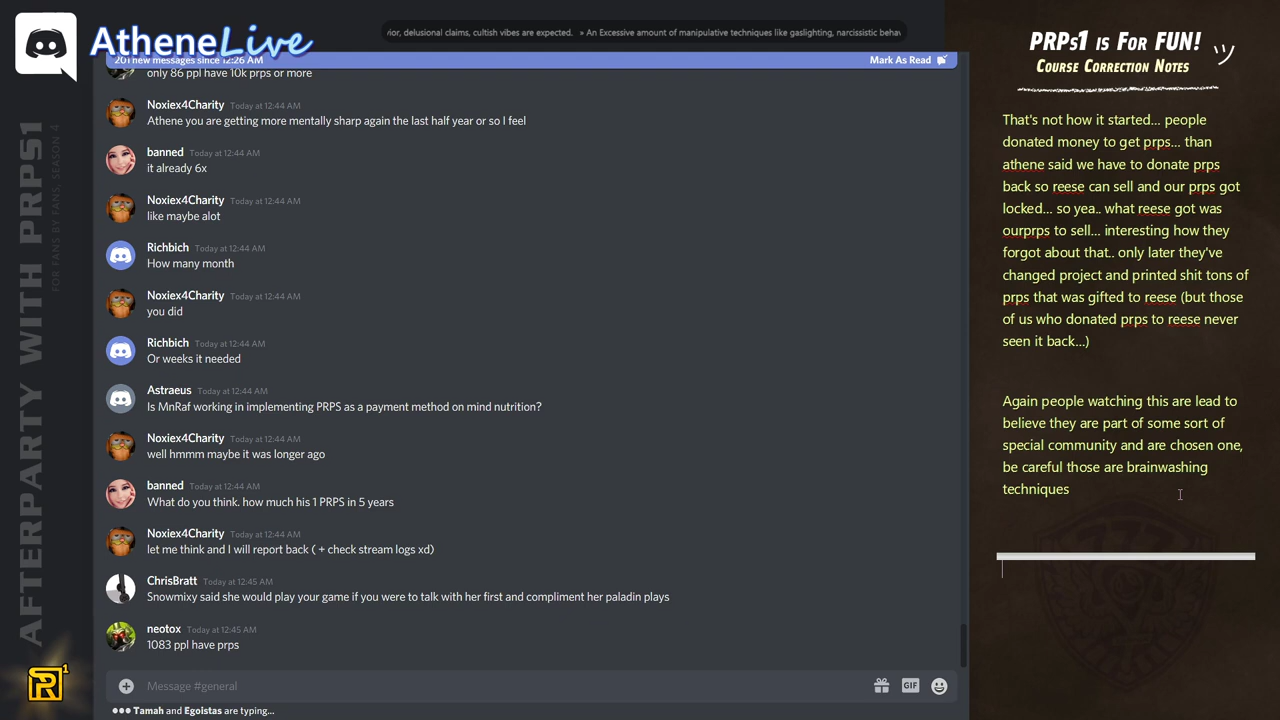 AtheneLive
ior, delusional claims, cultish vibes are expected. » An Excessive amount of manipulative techniques like gaslighting, narcissistic behav
201 new messages since 12:26 AM
Mark As Read
only 86 ppl have 10k prps or more
Noxiex4Charity Today at 12:44 AM
Athene you are getting more mentally sharp again the last half year or so I feel
banned Today at 12:44 AM
it already 6x
Noxiex4Charity Today at 12:44 AM
like maybe alot
Richbich Today at 12:44 AM
How many month
Noxiex4Charity Today at 12:44 AM
you did
Richbich Today at 12:44 AM
Or weeks it needed
Astraeus Today at 12:44 AM
Is MnRaf working in implementing PRPS as a payment method on mind nutrition?
Noxiex4Charity Today at 12:44 AM
well hmmm maybe it was longer ago
banned Today at 12:44 AM
What do you think. how much his 1 PRPS in 5 years
Noxiex4Charity Today at 12:44 AM
let me think and I will report back ( + check stream logs xd)
ChrisBratt Today at 12:45 AM
Snowmixy said she would play your game if you were to talk with her first and compliment her paladin plays
neotox Today at 12:45 AM
1083 ppl have prps
Message #general
GIF
Tamah and Egoistas are typing...
AFTERPARTY WITH PRPS1
FOR FANS BY FANS, SEASON 4
R1
PRPs1 is For FUN!
Course Correction Notes
ツ
That's not how it started... people
donated money to get prps... than
athene said we have to donate prps
back so reese can sell and our prps got
locked... so yea.. what reese got was
ourprps to sell... interesting how they
forgot about that.. only later they've
changed project and printed shit tons of
prps that was gifted to reese (but those
of us who donated prps to reese never
seen it back...)
Again people watching this are lead to
believe they are part of some sort of
special community and are chosen one,
be careful those are brainwashing
techniques